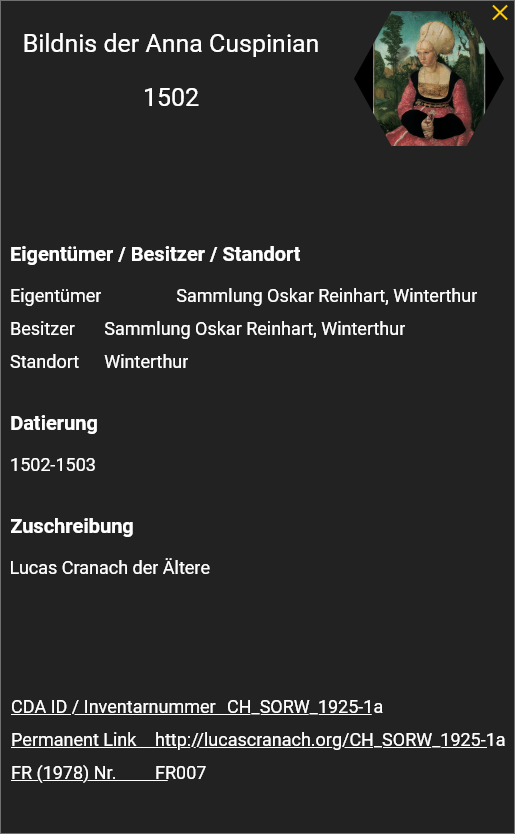 Bildnis der Anna Cuspinian
1502
Eigentümer / Besitzer / Standort
Eigentümer Sammlung Oskar Reinhart, Winterthur
Besitzer Sammlung Oskar Reinhart, Winterthur
Standort Winterthur
Datierung
1502-1503
Zuschreibung
Lucas Cranach der Ältere
CDA ID / Inventarnummer CH_SORW_1925-1a
Permanent Link http://lucascranach.org/CH_SORW_1925-1a
FR (1978) Nr. FR007